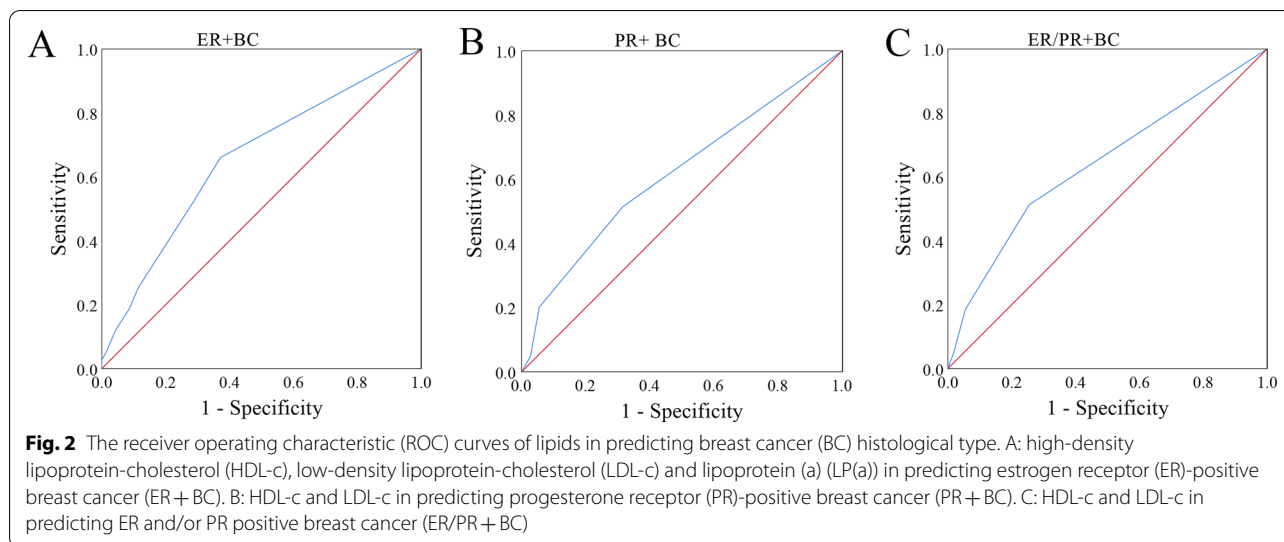 A
ER+BC
1.0
0.8
0.6
0.4
0.2
0.0
Sensitivity
0.0 0.2 0.4 0.6 0.8 1.0
1 - Specificity
B
PR+ BC
1.0
0.8
0.6
0.4
0.2
0.0
Sensitivity
0.0 0.2 0.4 0.6 0.8 1.0
1 - Specificity
C
ER/PR+BC
1.0
0.8
0.6
0.4
0.2
0.0
Sensitivity
0.0 0.2 0.4 0.6 0.8 1.0
1 - Specificity
Fig. 2 The receiver operating characteristic (ROC) curves of lipids in predicting breast cancer (BC) histological type. A: high-density
lipoprotein-cholesterol (HDL-c), low-density lipoprotein-cholesterol (LDL-c) and lipoprotein (a) (LP(a)) in predicting estrogen receptor (ER)-positive
breast cancer (ER + BC). B: HDL-c and LDL-c in predicting progesterone receptor (PR)-positive breast cancer (PR + BC). C: HDL-c and LDL-c in
predicting ER and/or PR positive breast cancer (ER/PR + BC)